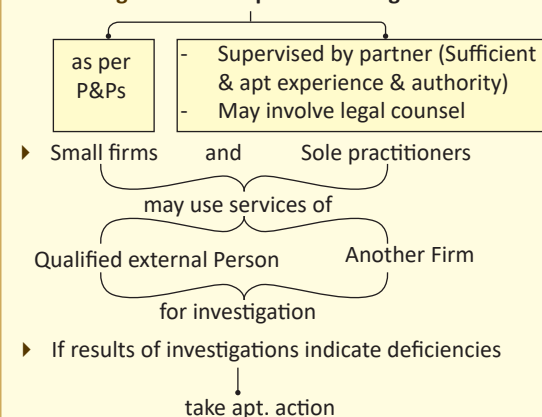 as per
P&Ps
- Supervised by partner (Sufficient
& apt experience & authority)
- May involve legal counsel
Small firms and Sole practitioners
may use services of
Qualified external Person Another Firm
for investigation
If results of investigations indicate deficiencies
take apt. action